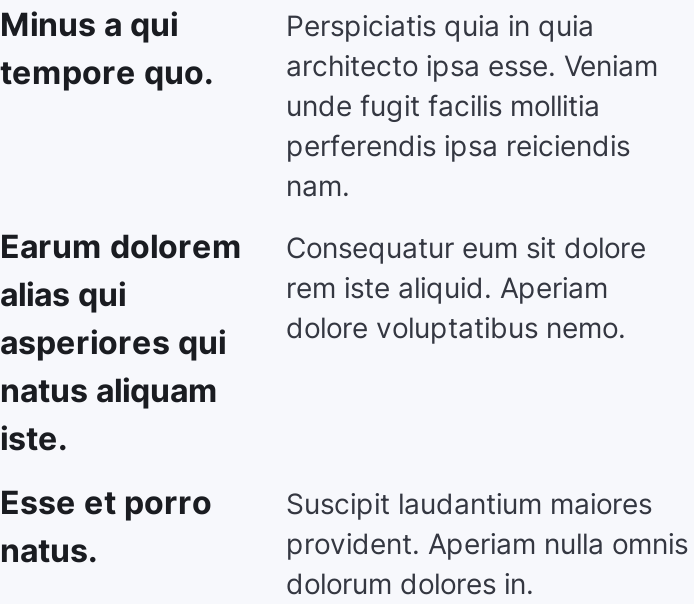 Minus a qui
tempore quo.
Perspiciatis quia in quia
architecto ipsa esse. Veniam
unde fugit facilis mollitia
perferendis ipsa reiciendis
nam.
Earum dolorem
alias qui
asperiores qui
natus aliquam
iste.
Consequatur eum sit dolore
rem iste aliquid. Aperiam
dolore voluptatibus nemo.
Esse et porro
natus.
Suscipit laudantium maiores
provident. Aperiam nulla omnis
dolorum dolores in.